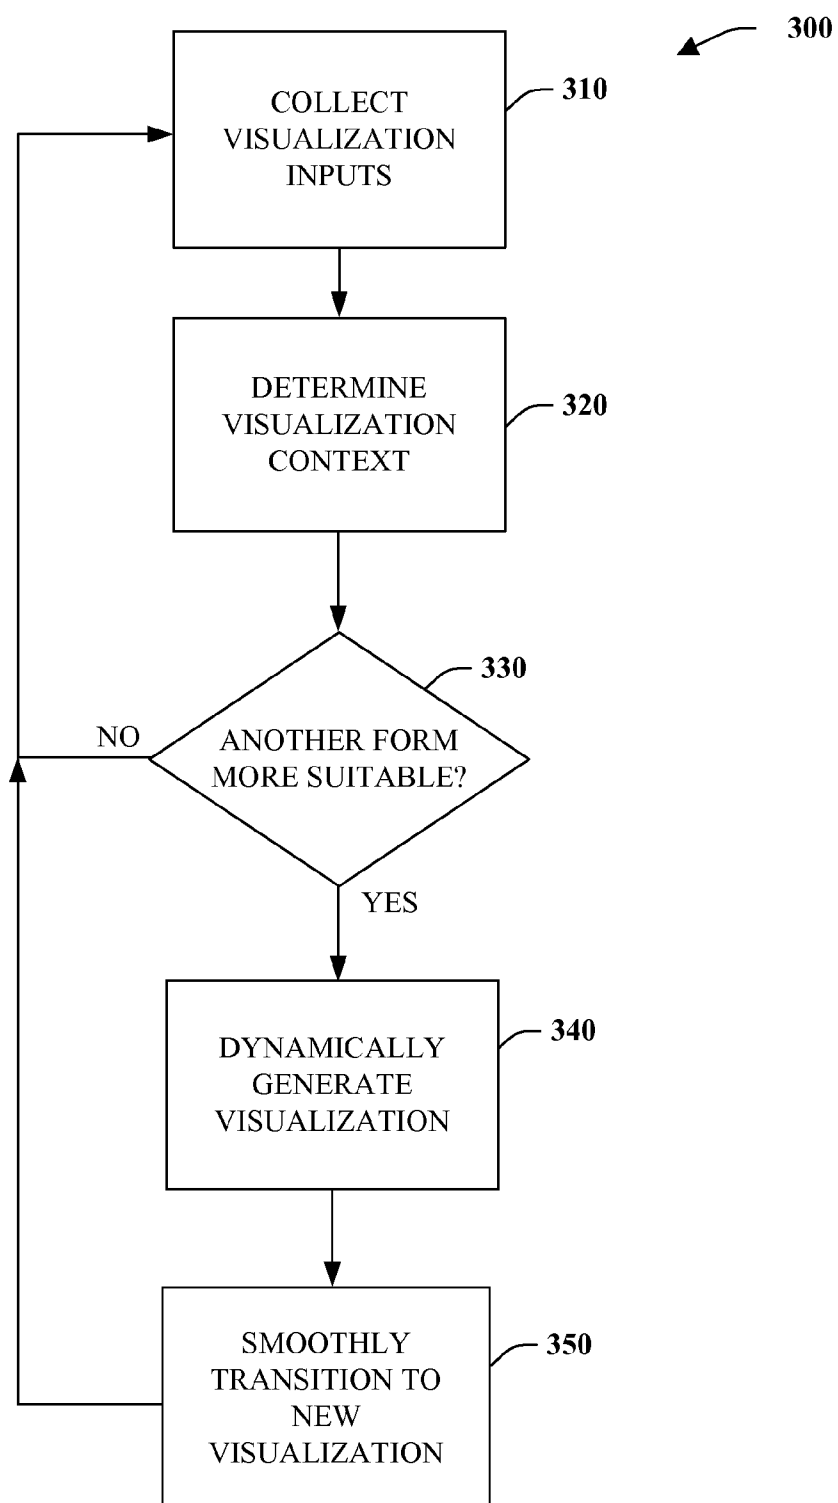 300
COLLECT
VISUALIZATION
INPUTS
310
DETERMINE
VISUALIZATION
CONTEXT
320
330
NO
ANOTHER FORM
MORE SUITABLE?
YES
DYNAMICALLY
GENERATE
VISUALIZATION
340
SMOOTHLY
TRANSITION TO
NEW
VISUALIZATION
350